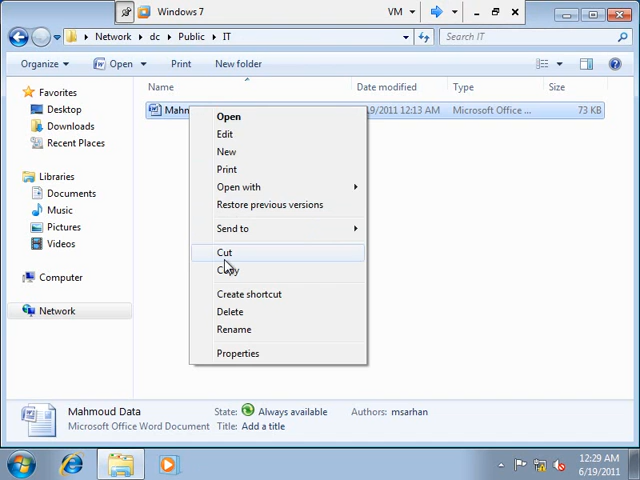 Windows 7
VM
Network
dc
Public
IT
Search IT
Organize
Open
Print
New folder
Name
Date modified
Type
Size
Favorites
Desktop
Downloads
Recent Places
Libraries
Documents
Music
Pictures
Videos
Computer
Network
19/2011 12:13 AM
Microsoft Office ...
73 KB
Open
Edit
New
Print
Open with
Restore previous versions
Send to
Cut
Copy
Create shortcut
Delete
Rename
Properties
Mahmoud Data
State:
Always available
Authors: msarhan
Microsoft Office Word Document
Title: Add a title
12:29 AM
6/19/2011